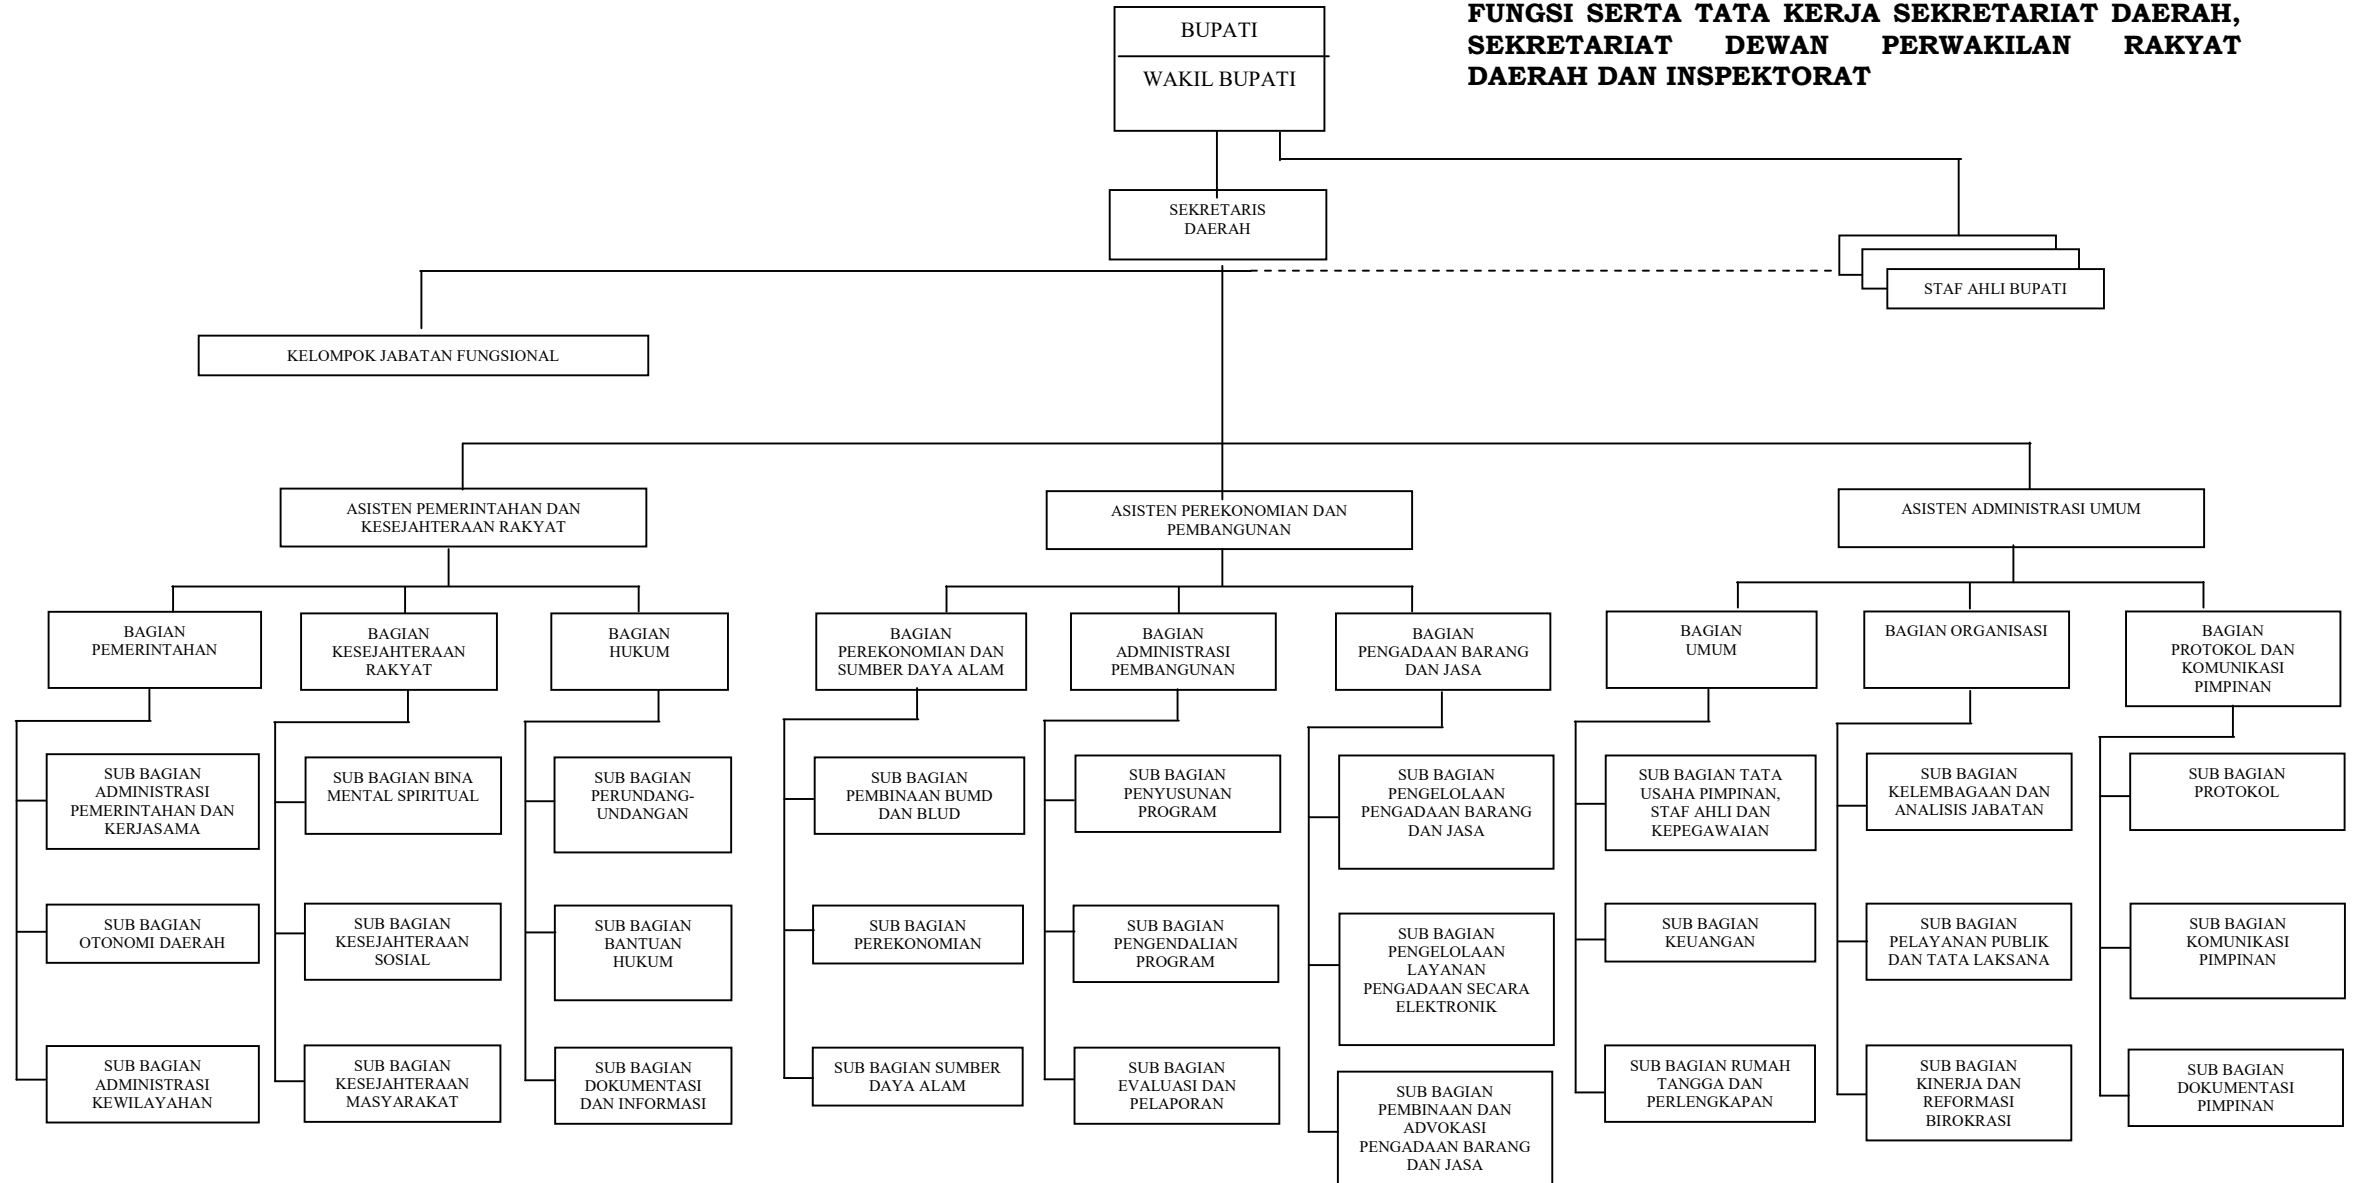 FUNGSI SERTA TATA KERJA SEKRETARIAT DAERAH,
SEKRETARIAT DEWAN PERWAKILAN RAKYAT
DAERAH DAN INSPEKTORAT
BUPATI
WAKIL BUPATI
SEKRETARIS
DAERAH
STAF AHLI BUPATI
KELOMPOK JABATAN FUNGSIONAL
ASISTEN PEMERINTAHAN DAN
KESEJAHTERAAN RAKYAT
ASISTEN PEREKONOMIAN DAN
PEMBANGUNAN
ASISTEN ADMINISTRASI UMUM
BAGIAN
PEMERINTAHAN
BAGIAN
KESEJAHTERAAN
RAKYAT
BAGIAN
HUKUM
BAGIAN
PEREKONOMIAN DAN
SUMBER DAYA ALAM
BAGIAN
ADMINISTRASI
PEMBANGUNAN
BAGIAN
PENGADAAN BARANG
DAN JASA
BAGIAN
UMUM
BAGIAN ORGANISASI
BAGIAN
PROTOKOL DAN
KOMUNIKASI
PIMPINAN
SUB BAGIAN
ADMINISTRASI
PEMERINTAHAN DAN
KERJASAMA
SUB BAGIAN BINA
MENTAL SPIRITUAL
SUB BAGIAN
PERUNDANG-
UNDANGAN
SUB BAGIAN
PEMBINAAN BUMD
DAN BLUD
SUB BAGIAN
PENYUSUNAN
PROGRAM
SUB BAGIAN
PENGELOLAAN
PENGADAAN BARANG
DAN JASA
SUB BAGIAN TATA
USAHA PIMPINAN,
STAF AHLI DAN
KEPEGAWAIAN
SUB BAGIAN
KELEMBAGAAN DAN
ANALISIS JABATAN
SUB BAGIAN
PROTOKOL
SUB BAGIAN
OTONOMI DAERAH
SUB BAGIAN
KESEJAHTERAAN
SOSIAL
SUB BAGIAN
BANTUAN
HUKUM
SUB BAGIAN
PEREKONOMIAN
SUB BAGIAN
PENGENDALIAN
PROGRAM
SUB BAGIAN
PENGELOLAAN
LAYANAN
PENGADAAN SECARA
ELEKTRONIK
SUB BAGIAN
KEUANGAN
SUB BAGIAN
PELAYANAN PUBLIK
DAN TATA LAKSANA
SUB BAGIAN
KOMUNIKASI
PIMPINAN
SUB BAGIAN
ADMINISTRASI
KEWILAYAHAN
SUB BAGIAN
KESEJAHTERAAN
MASYARAKAT
SUB BAGIAN
DOKUMENTASI
DAN INFORMASI
SUB BAGIAN SUMBER
DAYA ALAM
SUB BAGIAN
EVALUASI DAN
PELAPORAN
SUB BAGIAN
PEMBINAAN DAN
ADVOKASI
PENGADAAN BARANG
DAN JASA
SUB BAGIAN RUMAH
TANGGA DAN
PERLENGKAPAN
SUB BAGIAN
KINERJA DAN
REFORMASI
BIROKRASI
SUB BAGIAN
DOKUMENTASI
PIMPINAN